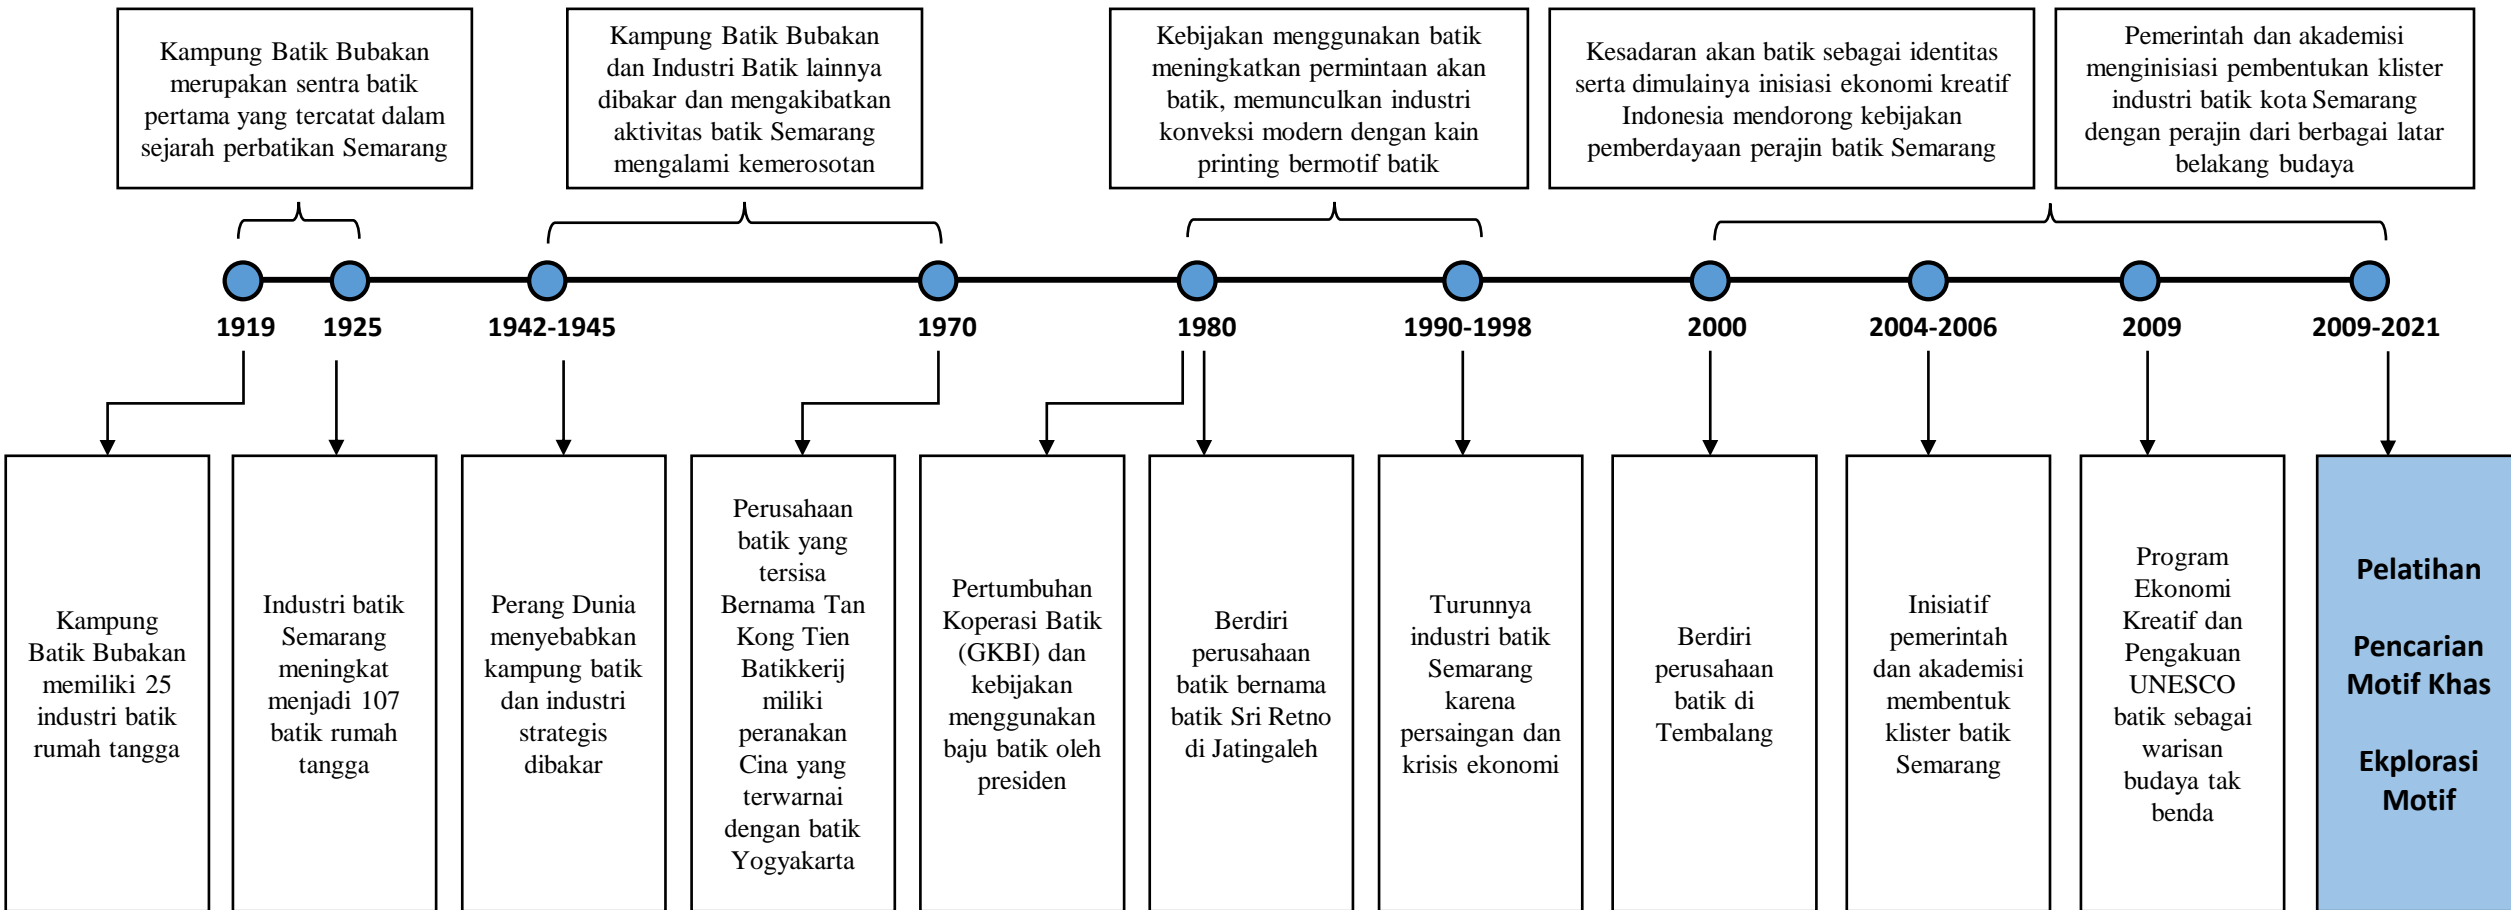 Kampung Batik Bubakan
merupakan sentra batik
pertama yang tercatat dalam
sejarah perbatikan Semarang
Kampung Batik Bubakan
dan Industri Batik lainnya
dibakar dan mengakibatkan
aktivitas batik Semarang
mengalami kemerosotan
Kebijakan menggunakan batik
meningkatkan permintaan akan
batik, memunculkan industri
konveksi modern dengan kain
printing bermotif batik
Kesadaran akan batik sebagai identitas
serta dimulainya inisiasi ekonomi kreatif
Indonesia mendorong kebijakan
pemberdayaan perajin batik Semarang
Pemerintah dan akademisi
menginisiasi pembentukan klister
industri batik kota Semarang
dengan perajin dari berbagai latar
belakang budaya
1919
1925
1942-1945
1970
1980
1990-1998
2000
2004-2006
2009
2009-2021
Kampung
Batik Bubakan
memiliki 25
industri batik
rumah tangga
Industri batik
Semarang
meningkat
menjadi 107
batik rumah
tangga
Perang Dunia
menyebabkan
kampung batik
dan industri
strategis
dibakar
Perusahaan
batik yang
tersisa
Bernama Tan
Kong Tien
Batikkerij
miliki
peranakan
Cina yang
terwarnai
dengan batik
Yogyakarta
Pertumbuhan
Koperasi Batik
(GKBI) dan
kebijakan
menggunakan
baju batik oleh
presiden
Berdiri
perusahaan
batik bernama
batik Sri Retno
di Jatingaleh
Turunnya
industri batik
Semarang
karena
persaingan dan
krisis ekonomi
Berdiri
perusahaan
batik di
Tembalang
Inisiatif
pemerintah
dan akademisi
membentuk
klister batik
Semarang
Program
Ekonomi
Kreatif dan
Pengakuan
UNESCO
batik sebagai
warisan
budaya tak
benda
Pelatihan
Pencarian
Motif Khas
Ekplorasi
Motif